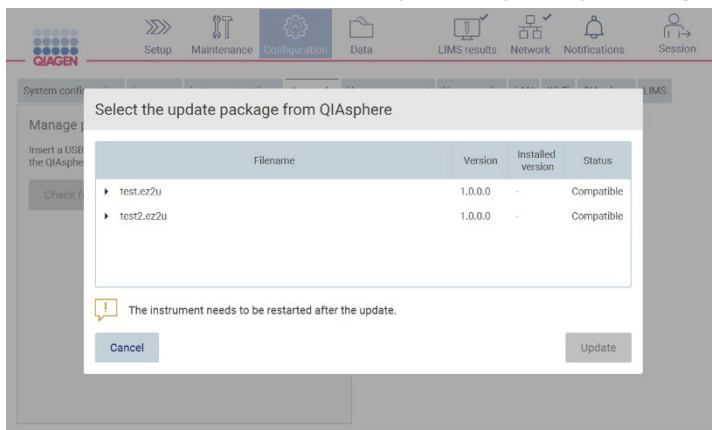 Setup
Maintenance
Configuration
Data
LIMS results
Network
Notifications
Session
QIAGEN
System
LIMS
Manage
Insert a USB
the QIAsphe
Check
Select the update package from QIAsphere
Filename
Version
Installed version
Status
test.ez2u 1.0.0.0 - Compatible
test2.ez2u 1.0.0.0 - Compatible
The instrument needs to be restarted after the update.
Cancel
Update